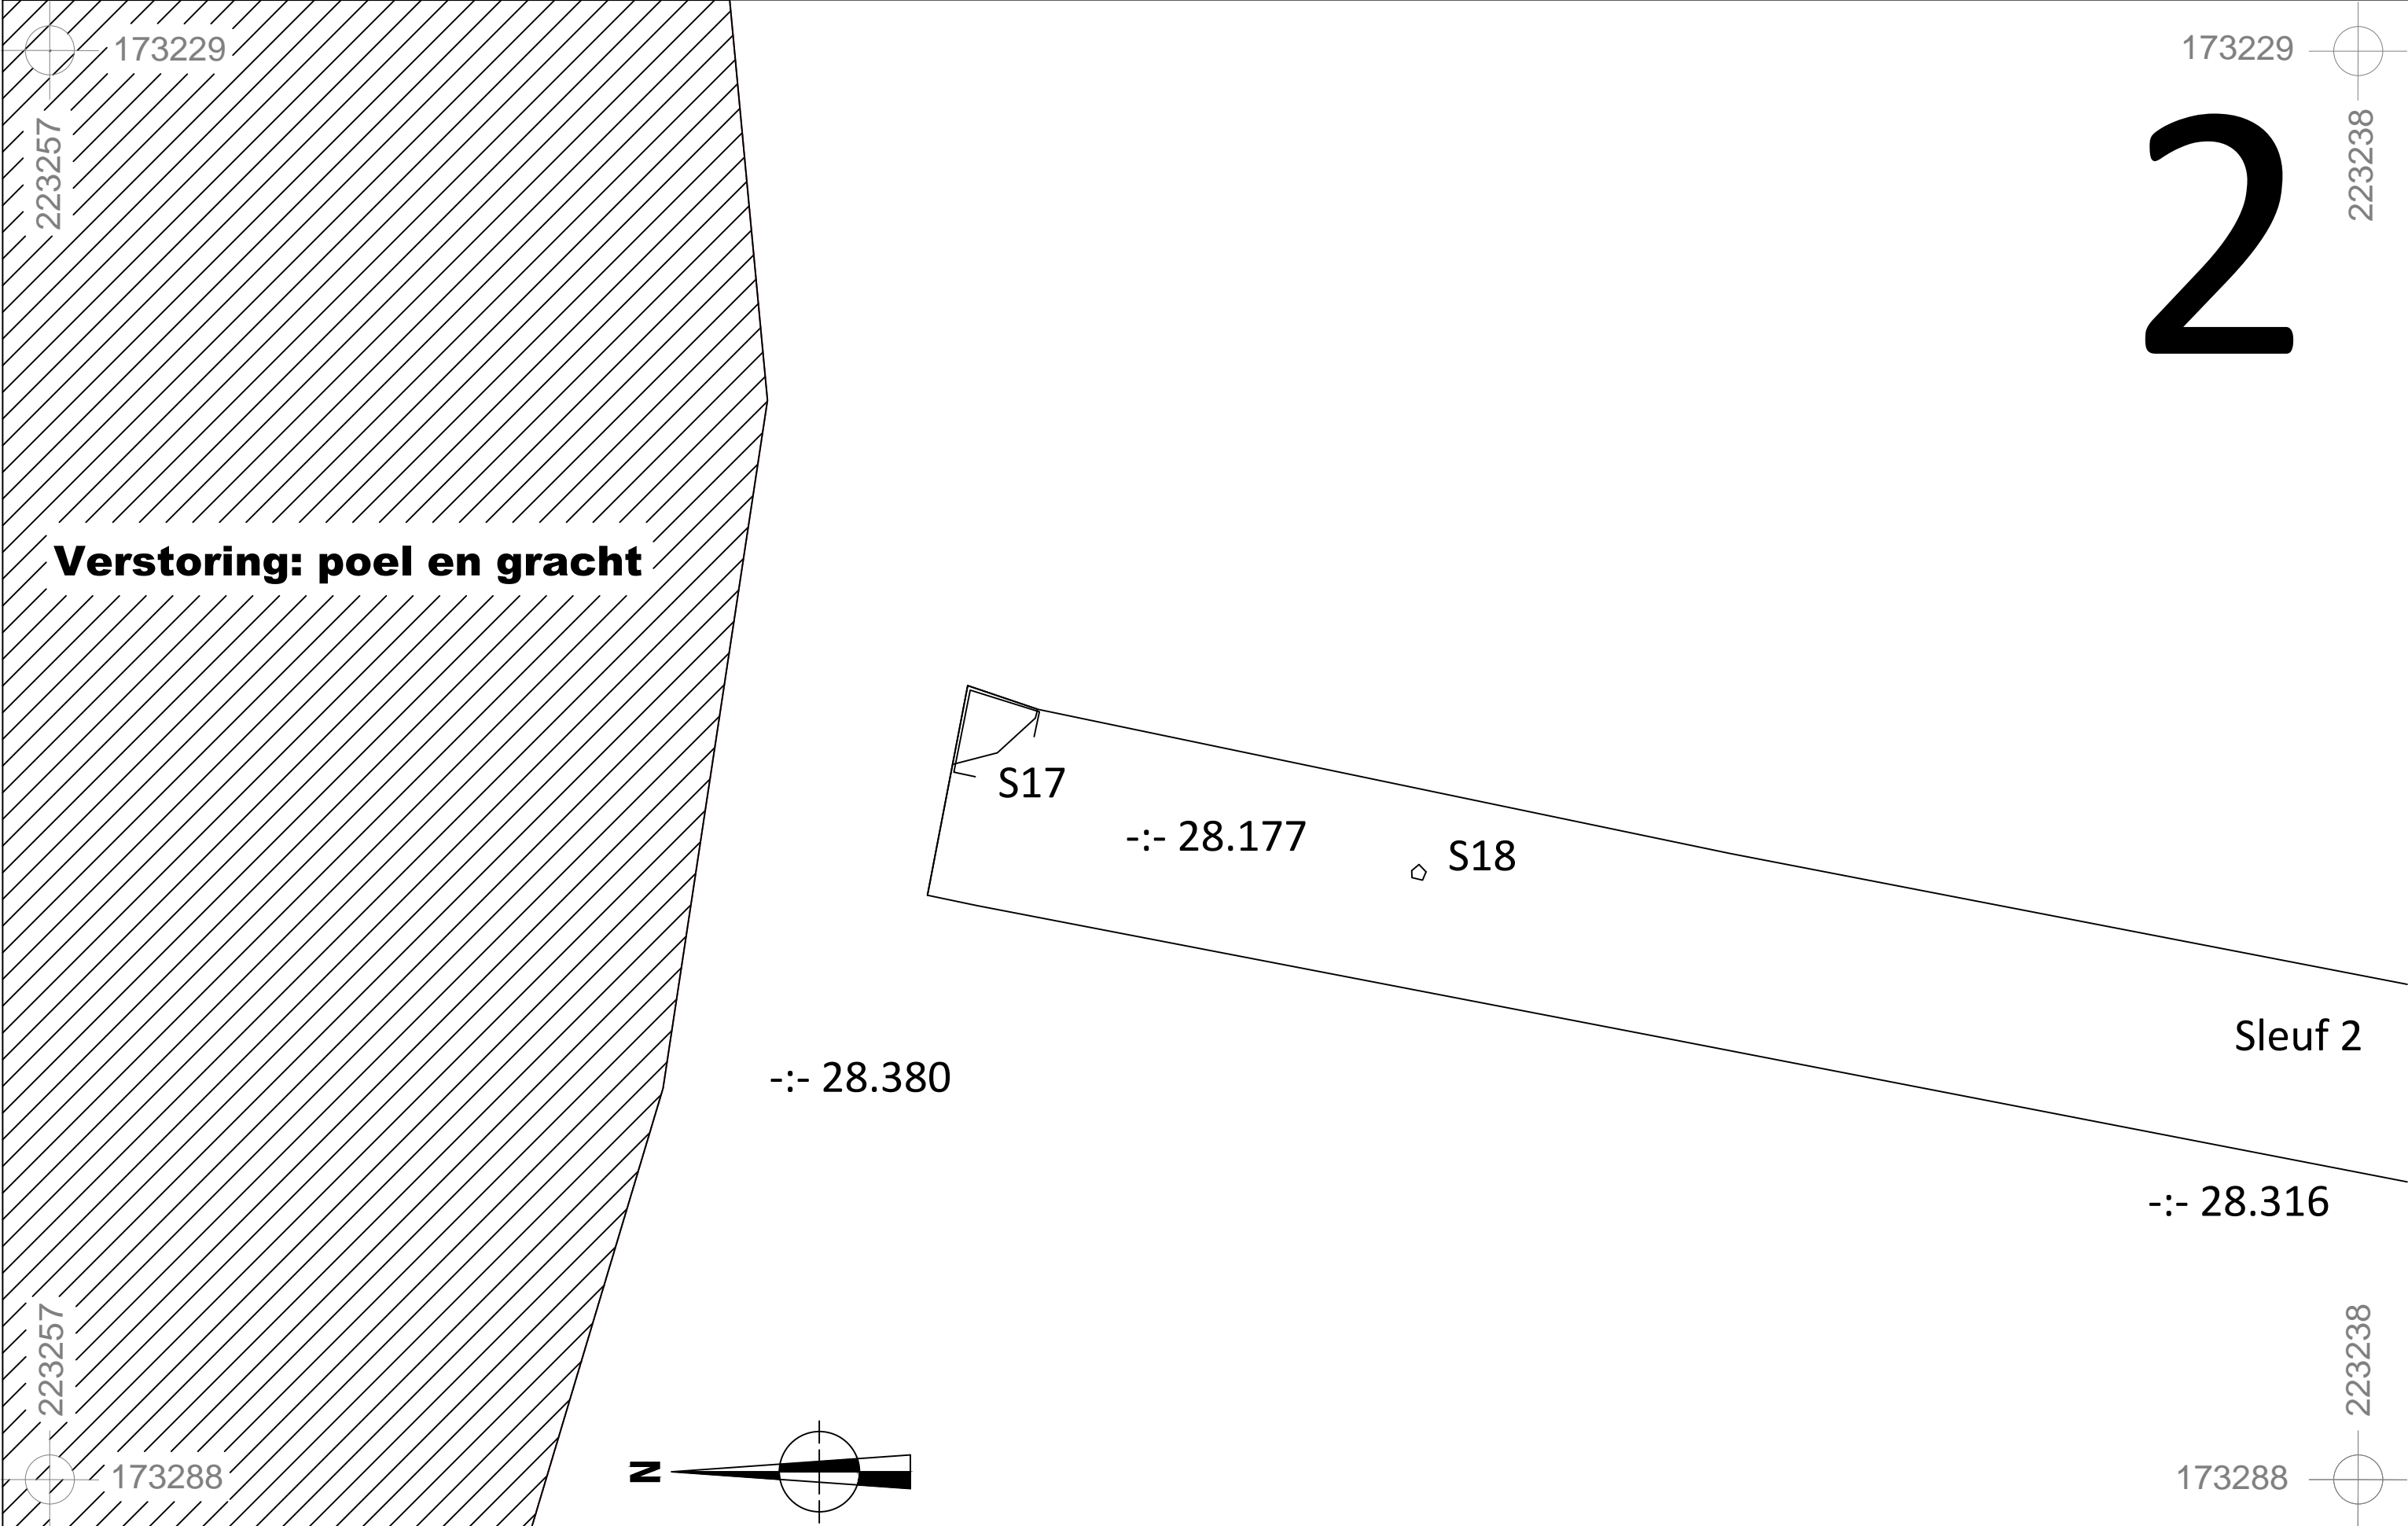 173229
173229
223257
223238
2
Verstoring: poel en gracht
S17
-:- 28.177
S18
Sleuf 2
-:- 28.380
-:- 28.316
223257
223238
N
173288
173288